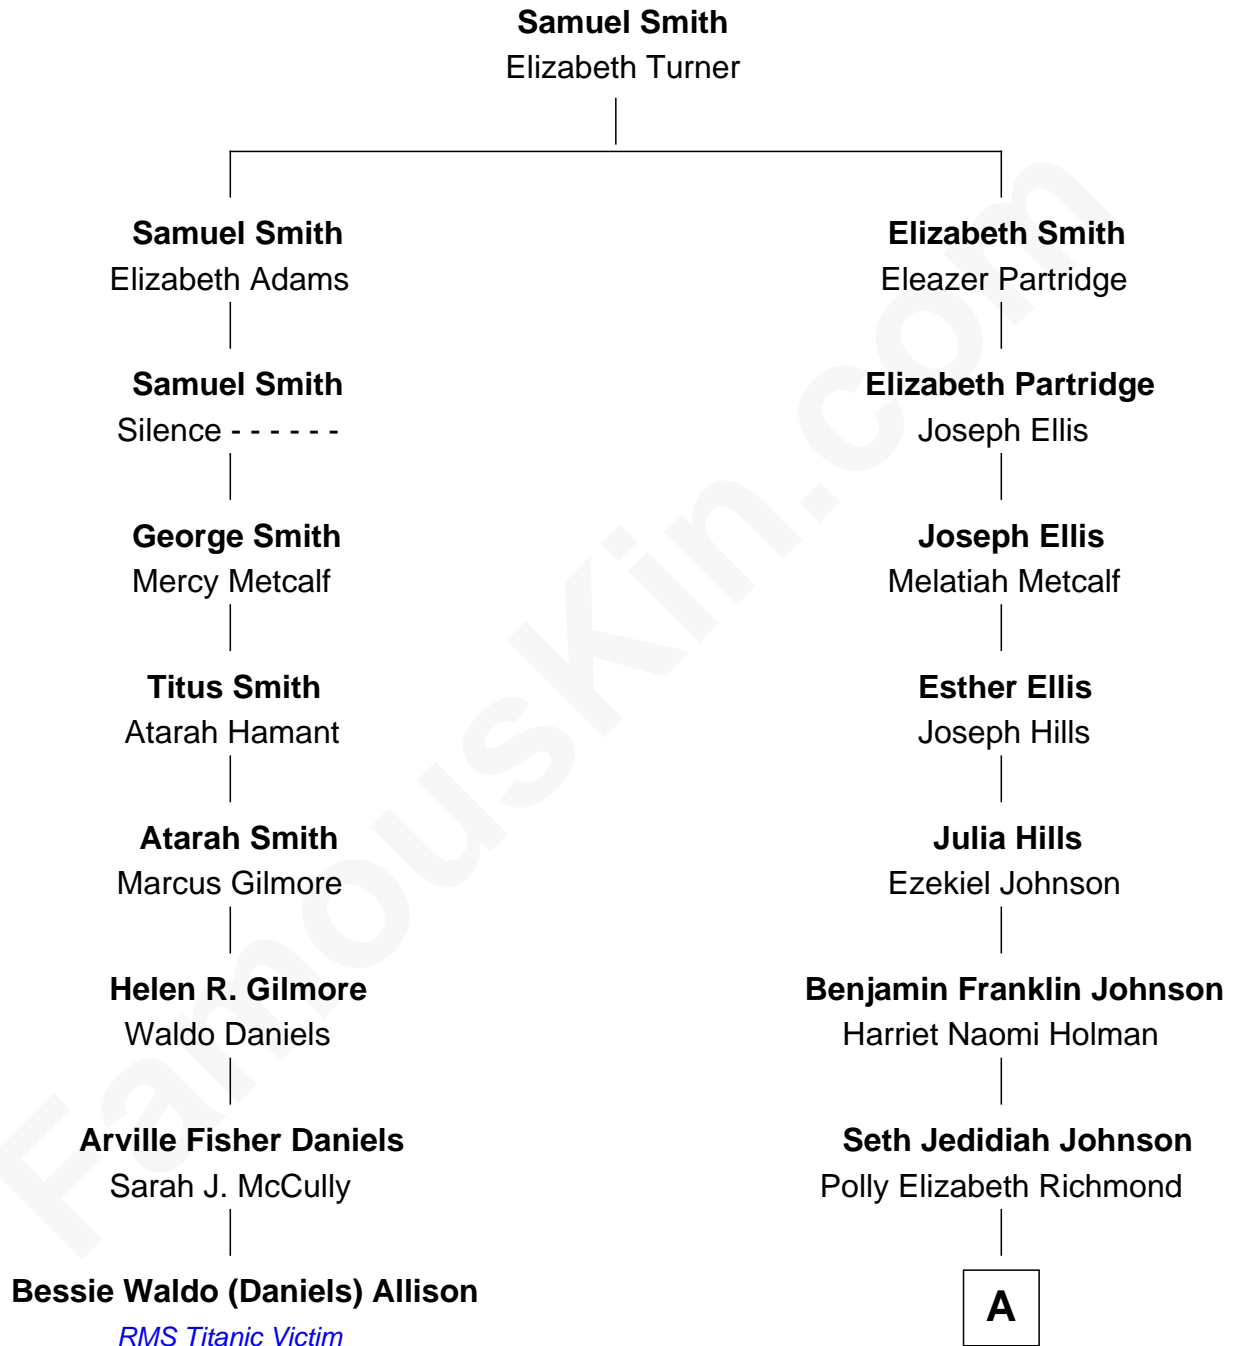 Samuel Smith
Elizabeth Turner
Samuel Smith
Elizabeth Adams
Samuel Smith
Silence - - - - - -
George Smith
Mercy Metcalf
Titus Smith
Atarah Hamant
Atarah Smith
Marcus Gilmore
Helen R. Gilmore
Waldo Daniels
Arville Fisher Daniels
Sarah J. McCully
Bessie Waldo (Daniels) Allison
RMS Titanic Victim
Elizabeth Smith
Eleazer Partridge
Elizabeth Partridge
Joseph Ellis
Joseph Ellis
Melatiah Metcalf
Esther Ellis
Joseph Hills
Julia Hills
Ezekiel Johnson
Benjamin Franklin Johnson
Harriet Naomi Holman
Seth Jedidiah Johnson
Polly Elizabeth Richmond
A
FamousKin.com